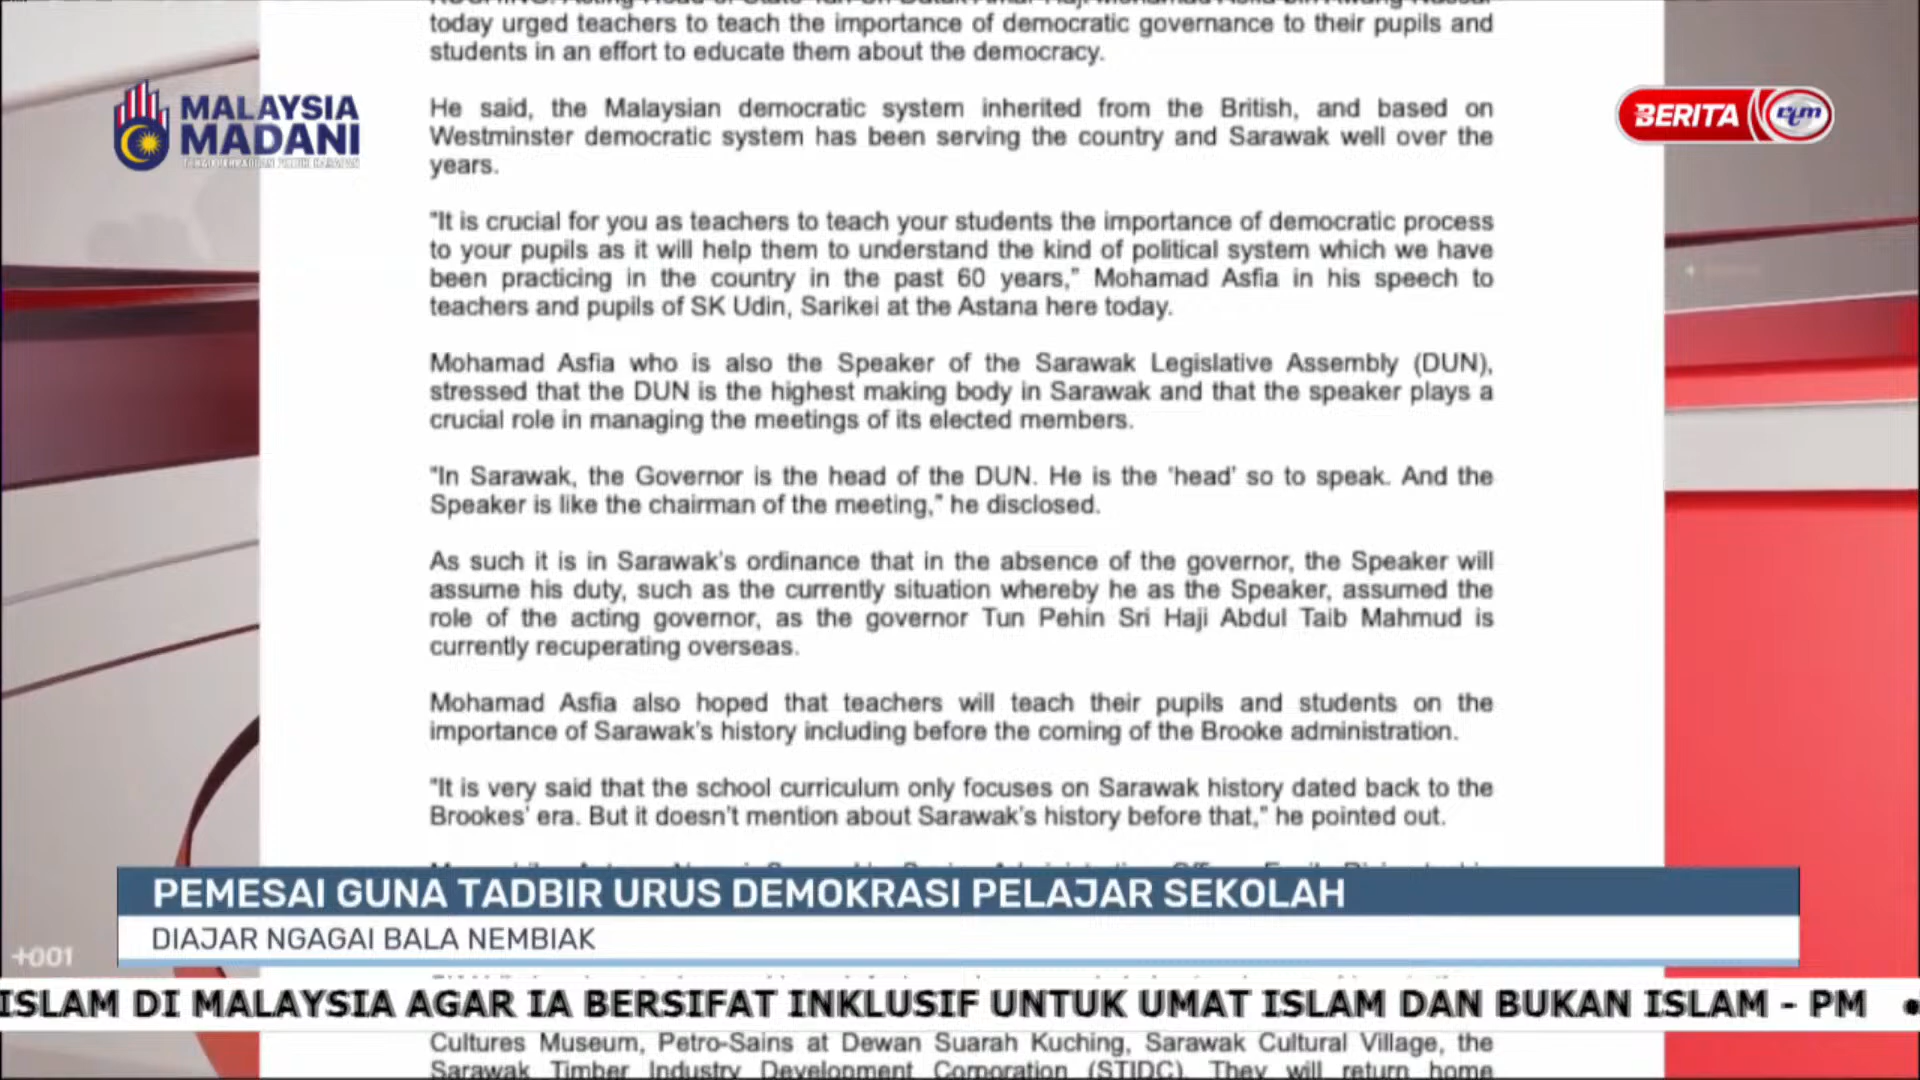 today urged teachers to teach the importance of democratic governance to their pupils and
students in an effort to educate them about the democracy.
MALAYSIA
MADANI
BERITA rtm
He said, the Malaysian democratic system inherited from the British, and based on
Westminster democratic system has been serving the country and Sarawak well over the
years.
"It is crucial for you as teachers to teach your students the importance of democratic process
to your pupils as it will help them to understand the kind of political system which we have
been practicing in the country in the past 60 years," Mohamad Asfia in his speech to
teachers and pupils of SK Udin, Sarikei at the Astana here today.
Mohamad Asfia who is also the Speaker of the Sarawak Legislative Assembly (DUN),
stressed that the DUN is the highest making body in Sarawak and that the speaker plays a
crucial role in managing the meetings of its elected members.
"In Sarawak, the Governor is the head of the DUN. He is the 'head' so to speak. And the
Speaker is like the chairman of the meeting," he disclosed.
As such it is in Sarawak's ordinance that in the absence of the governor, the Speaker will
assume his duty, such as the currently situation whereby he as the Speaker, assumed the
role of the acting governor, as the governor Tun Pehin Sri Haji Abdul Taib Mahmud is
currently recuperating overseas.
Mohamad Asfia also hoped that teachers will teach their pupils and students on the
importance of Sarawak's history including before the coming of the Brooke administration.
"It is very said that the school curriculum only focuses on Sarawak history dated back to the
Brookes' era. But it doesn't mention about Sarawak's history before that," he pointed out.
PEMESAI GUNA TADBIR URUS DEMOKRASI PELAJAR SEKOLAH
DIAJAR NGAGAI BALA NEMBIAK
+001
ISLAM DI MALAYSIA AGAR IA BERSIFAT INKLUSIF UNTUK UMAT ISLAM DAN BUKAN ISLAM - PM •
Cultures Museum, Petro-Sains at Dewan Suarah Kuching, Sarawak Cultural Village, the
Sarawak Timber Industry Development Corporation (STIDC). They will return home